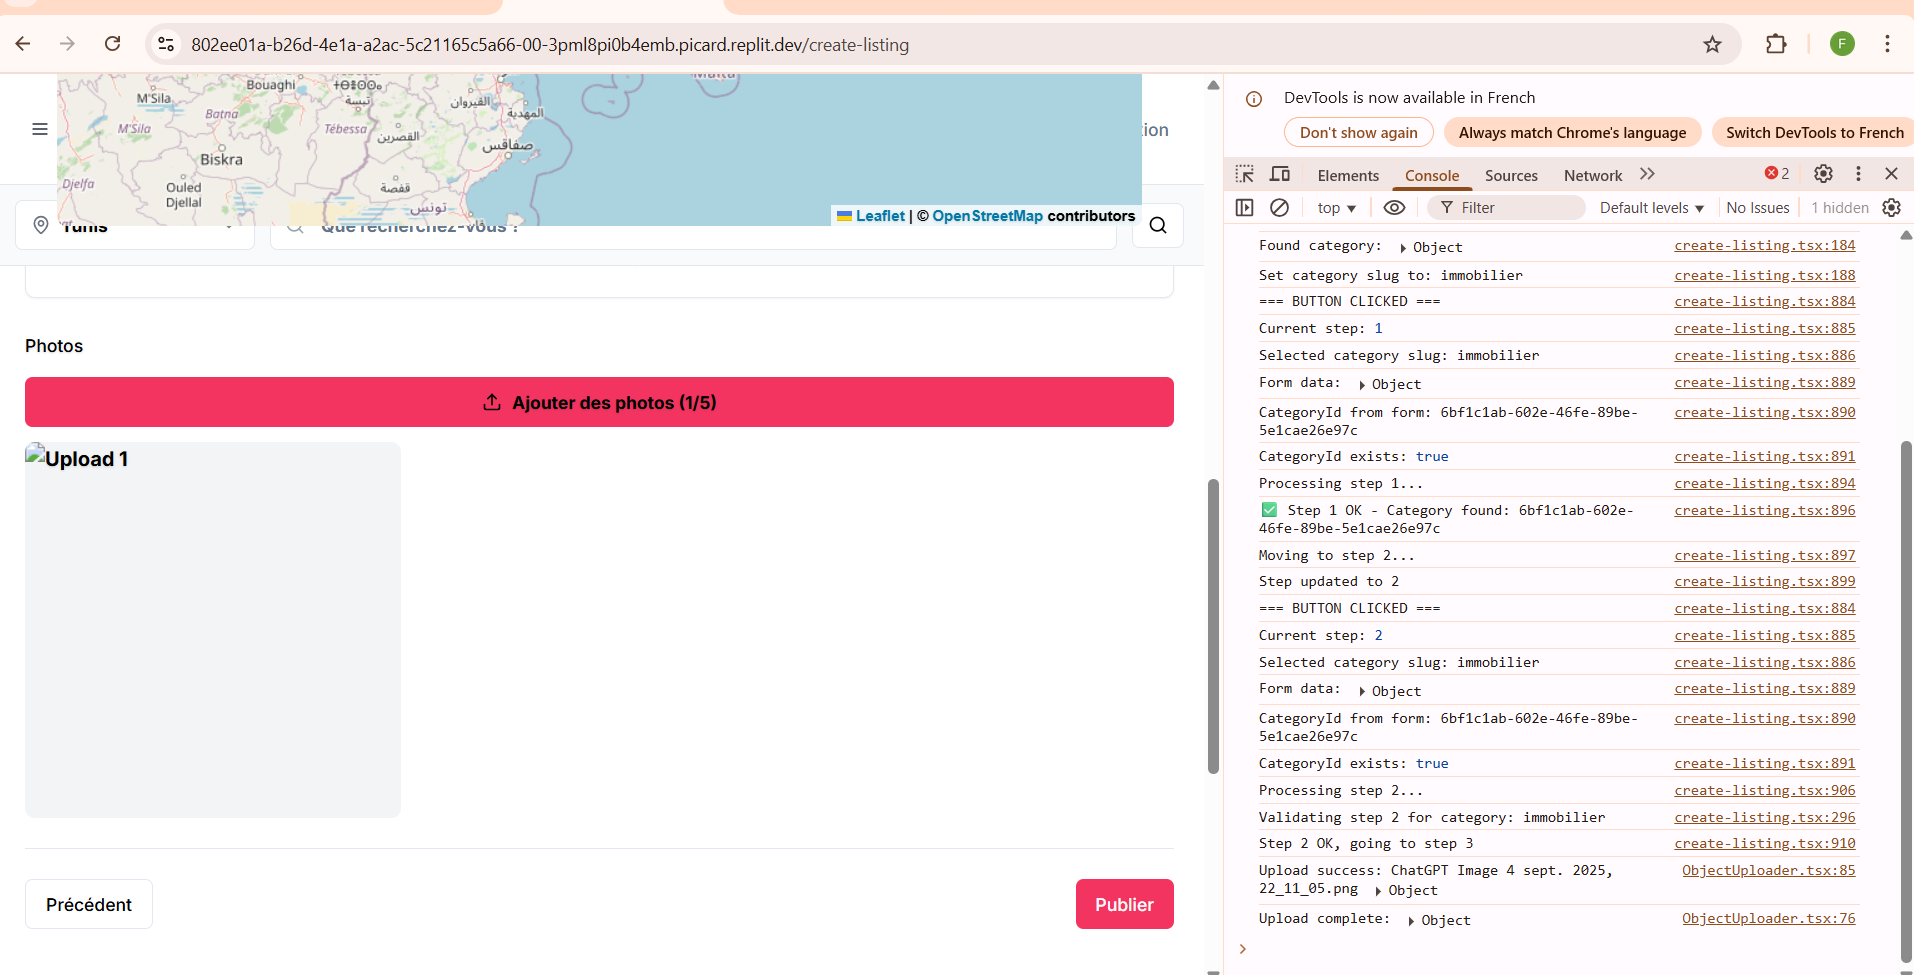 802ee01a-b26d-4e1a-a2ac-5c21165c5a66-00-3pml8pi0b4emb.picard.replit.dev/create-listing
F
Bouaghi
M'Sila
Batna
M'Sila
Tébessa
تبسة
القيروان
المهدية
القصرين
صفاقس
Biskra
Djelfa
Ouled
Djellal
قفصة
تونس
Malta
tion
Leaflet | © OpenStreetMap contributors
Tunis
Que recherchez-vous ?
Photos
Ajouter des photos (1/5)
Upload 1
Précédent
Publier
DevTools is now available in French
Don't show again
Always match Chrome's language
Switch DevTools to French
Elements
Console
Sources
Network
2
top
Filter
Default levels
No Issues
1 hidden
Found category: Object create-listing.tsx:184
Set category slug to: immobilier create-listing.tsx:188
=== BUTTON CLICKED === create-listing.tsx:884
Current step: 1 create-listing.tsx:885
Selected category slug: immobilier create-listing.tsx:886
Form data: Object create-listing.tsx:889
CategoryId from form: 6bf1c1ab-602e-46fe-89be- create-listing.tsx:890
5e1cae26e97c
CategoryId exists: true create-listing.tsx:891
Processing step 1... create-listing.tsx:894
✅ Step 1 OK - Category found: 6bf1c1ab-602e- create-listing.tsx:896
46fe-89be-5e1cae26e97c
Moving to step 2... create-listing.tsx:897
Step updated to 2 create-listing.tsx:899
=== BUTTON CLICKED === create-listing.tsx:884
Current step: 2 create-listing.tsx:885
Selected category slug: immobilier create-listing.tsx:886
Form data: Object create-listing.tsx:889
CategoryId from form: 6bf1c1ab-602e-46fe-89be- create-listing.tsx:890
5e1cae26e97c
CategoryId exists: true create-listing.tsx:891
Processing step 2... create-listing.tsx:906
Validating step 2 for category: immobilier create-listing.tsx:296
Step 2 OK, going to step 3 create-listing.tsx:910
Upload success: ChatGPT Image 4 sept. 2025, ObjectUploader.tsx:85
22_11_05.png Object
Upload complete: Object ObjectUploader.tsx:76